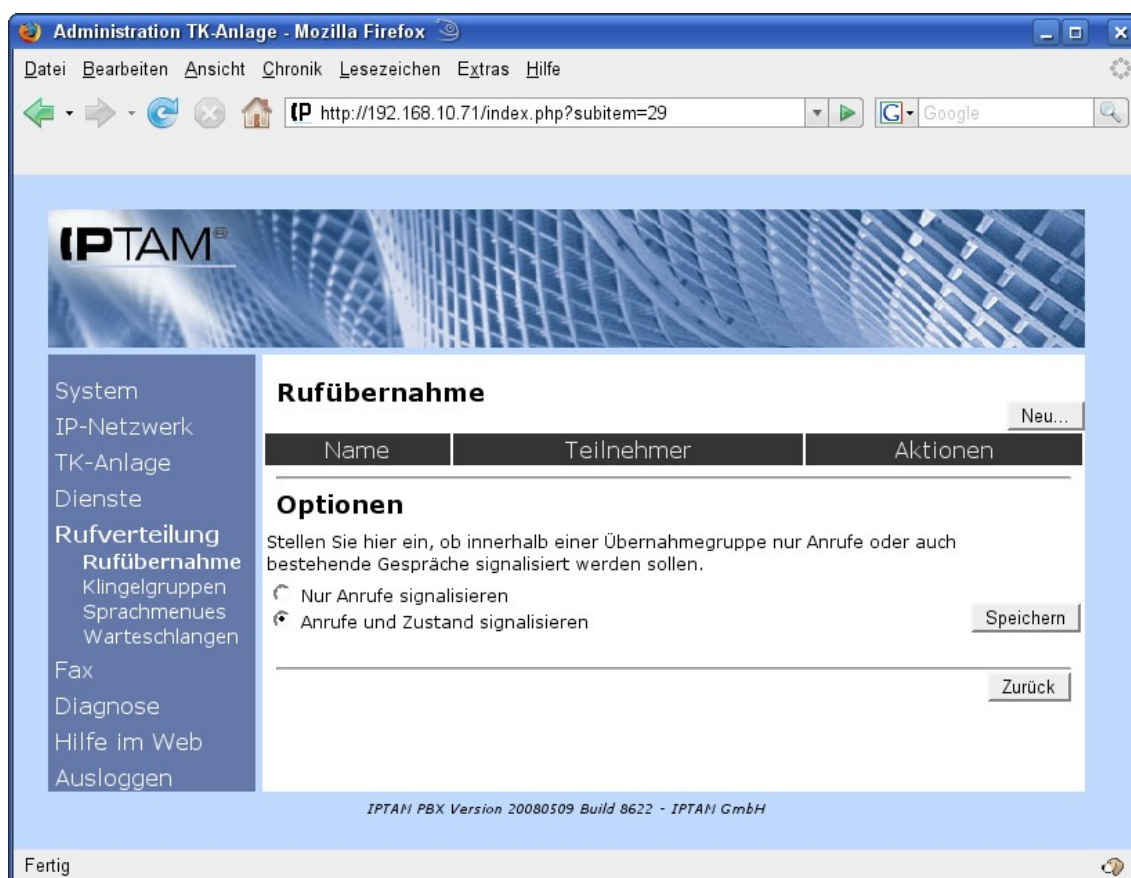 Administration TK-Anlage - Mozilla Firefox
Datei Bearbeiten Ansicht Chronik Lesezeichen Extras Hilfe
http://192.168.10.71/index.php?subitem=29
G
Google
IPTAM®
System
IP-Netzwerk
TK-Anlage
Dienste
Rufverteilung
Rufübernahme
Klingelgruppen
Sprachmenues
Warteschlangen
Fax
Diagnose
Hilfe im Web
Ausloggen
Rufübernahme
Neu...
Name Teilnehmer Aktionen
Optionen
Stellen Sie hier ein, ob innerhalb einer Übernahmegruppe nur Anrufe oder auch
bestehende Gespräche signalisiert werden sollen.
Nur Anrufe signalisieren
Anrufe und Zustand signalisieren
Speichern
Zurück
IPTAM PBX Version 20080509 Build 8622 - IPTAM GmbH
Fertig